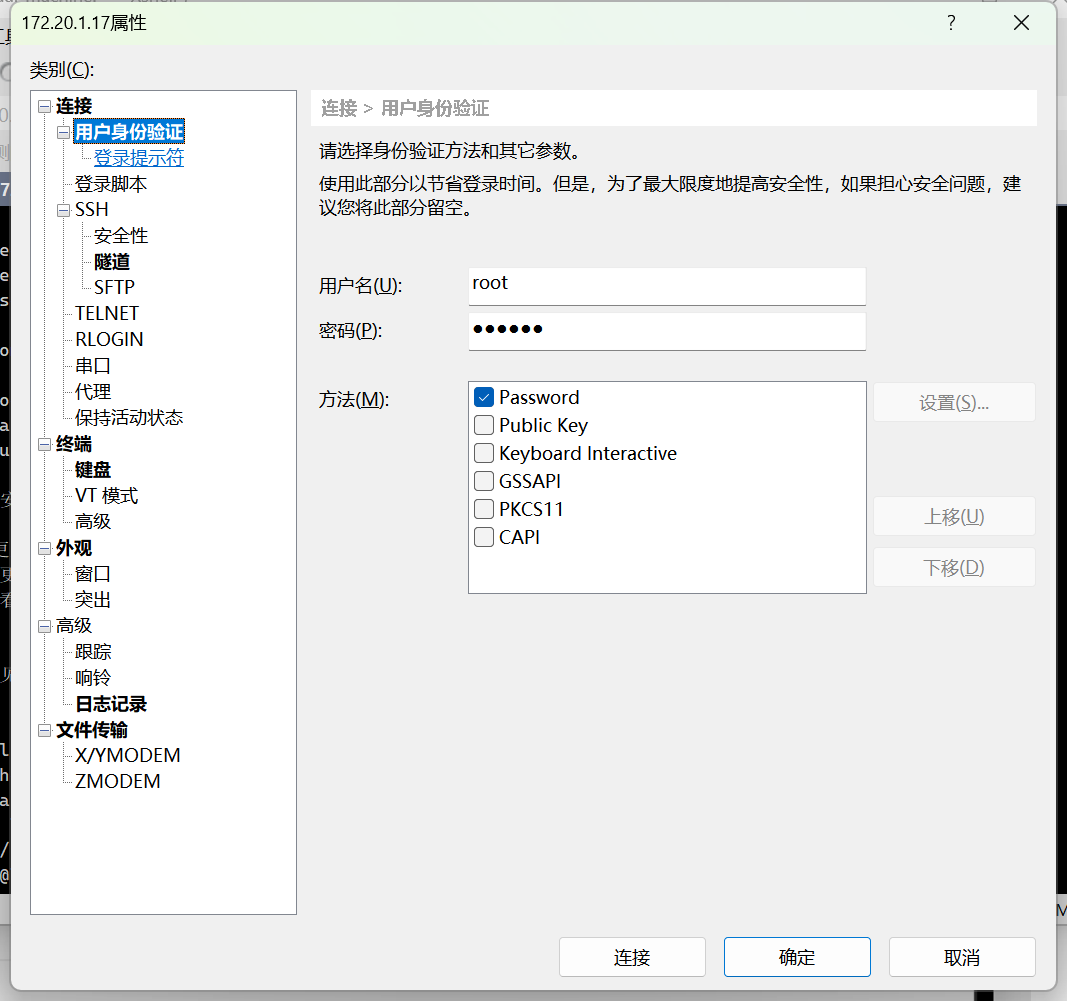 172.20.1.17属性
?
类别(C):
连接
用户身份验证
登录提示符
登录脚本
SSH
安全性
隧道
SFTP
TELNET
RLOGIN
串口
代理
保持活动状态
终端
键盘
VT 模式
高级
外观
窗口
突出
高级
跟踪
响铃
日志记录
文件传输
X/YMODEM
ZMODEM
连接 > 用户身份验证
请选择身份验证方法和其它参数。
使用此部分以节省登录时间。但是，为了最大限度地提高安全性，如果担心安全问题，建
议您将此部分留空。
用户名(U):
root
密码(P):
●●●●●●
方法(M):
Password
Public Key
Keyboard Interactive
GSSAPI
PKCS11
CAPI
设置(S)...
上移(U)
下移(D)
连接
确定
取消